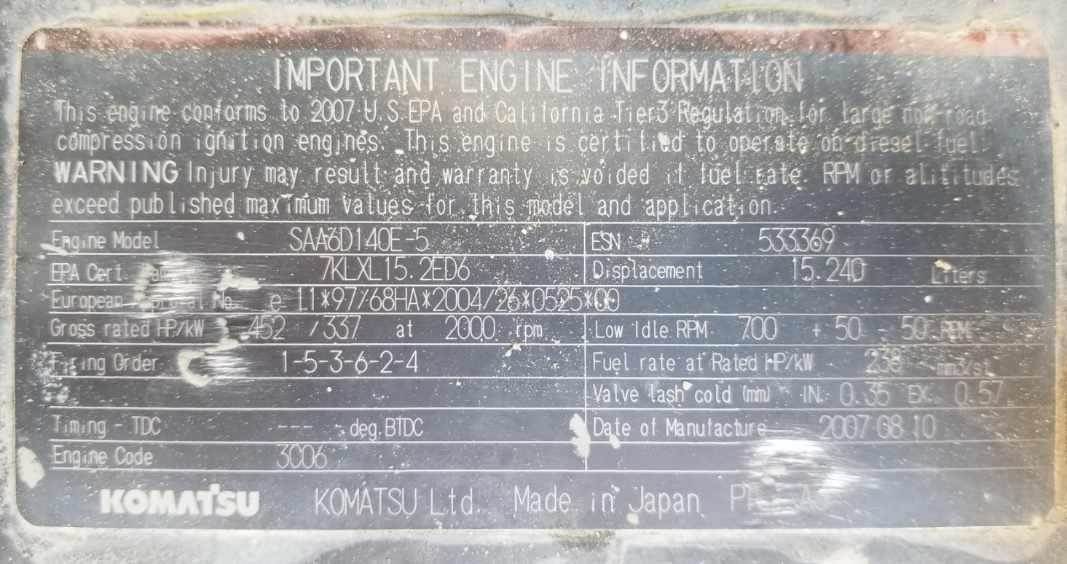 IMPORTANT ENGINE INFORMATION
This engine conforms to 2007 U.S.EPA and California Tier3 Regulation for large non-road
compression ignition engines. This engine is certified to operate on diesel fuel.
WARNING Injury may result and warranty is voided if fuel rate. RPM or alititudes
exceed published maximum values for this model and application.
Engine Model SAA6D140E-5 ESN # 533369
EPA Cert. 7KLXL15.2ED6 Displacement 15.240 Liters
European No. e 11*97/68HA*2004/26*0525*00
Gross rated HP/kW 452 / 337 at 2000 rpm Low Idle RPM 700 + 50 - 50 RPM
Firing Order 1-5-3-6-2-4 Fuel rate at Rated HP/kW 238 mm3/st
Valve lash cold (mm) IN. 0.35 EX. 0.57
Timing - TDC --- deg.BTDC Date of Manufacture 2007 08 10
Engine Code 3006
KOMATSU KOMATSU Ltd. Made in Japan